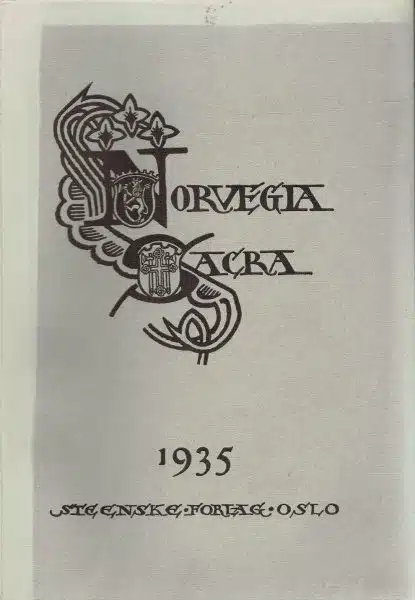 NORVEGIA
SACRA
1935
STEENSKE · FORLAG · OSLO